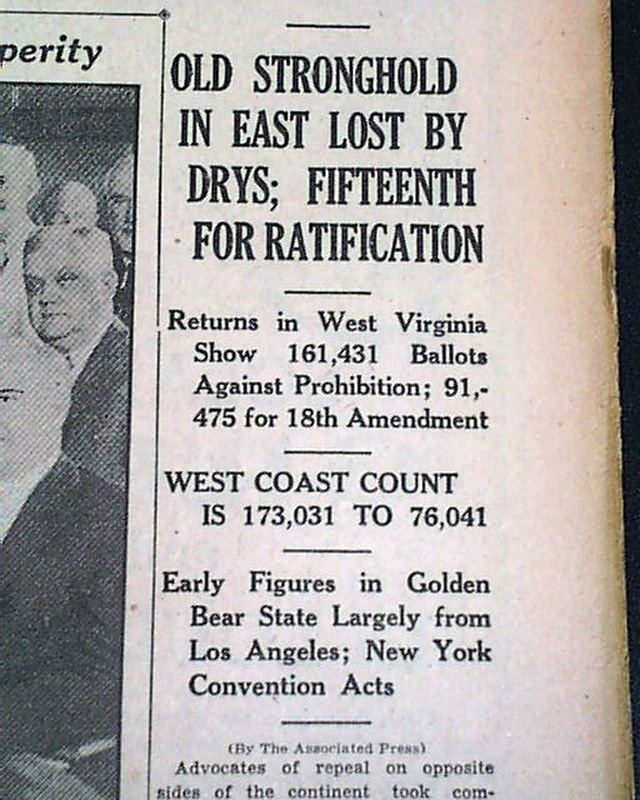 perity
OLD STRONGHOLD
IN EAST LOST BY
DRYS; FIFTEENTH
FOR RATIFICATION
Returns in West Virginia
Show 161,431 Ballots
Against Prohibition; 91,-
475 for 18th Amendment
WEST COAST COUNT
IS 173,031 TO 76,041
Early Figures in Golden
Bear State Largely from
Los Angeles; New York
Convention Acts
(By The Associated Press)
Advocates of repeal on opposite
sides of the continent took com-